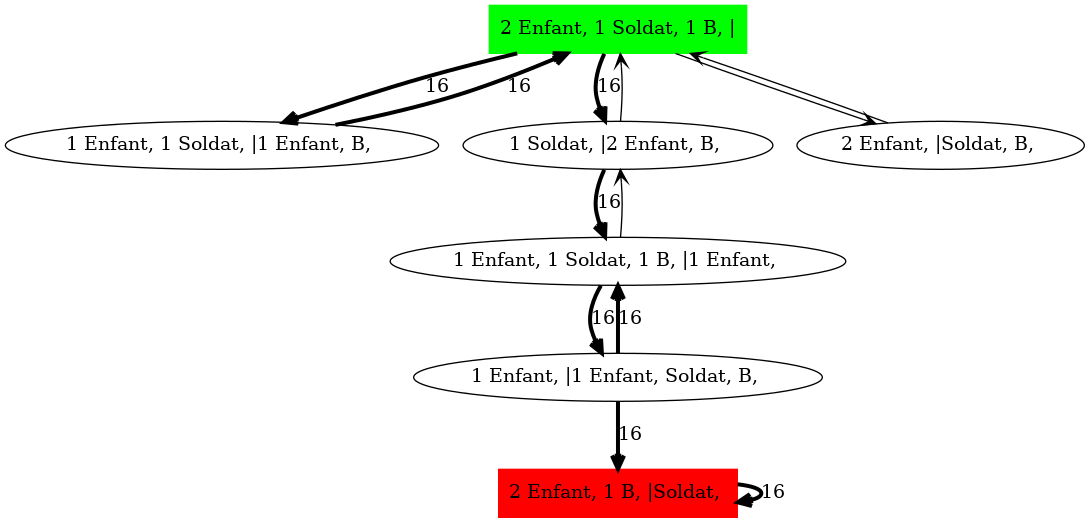 2 Enfant, 1 Soldat, 1 B, |
16
16
16
1 Enfant, 1 Soldat, |1 Enfant, B,
1 Soldat, |2 Enfant, B,
2 Enfant, |Soldat, B,
16
1 Enfant, 1 Soldat, 1 B, |1 Enfant,
16
16
1 Enfant, |1 Enfant, Soldat, B,
16
2 Enfant, 1 B, |Soldat,
16